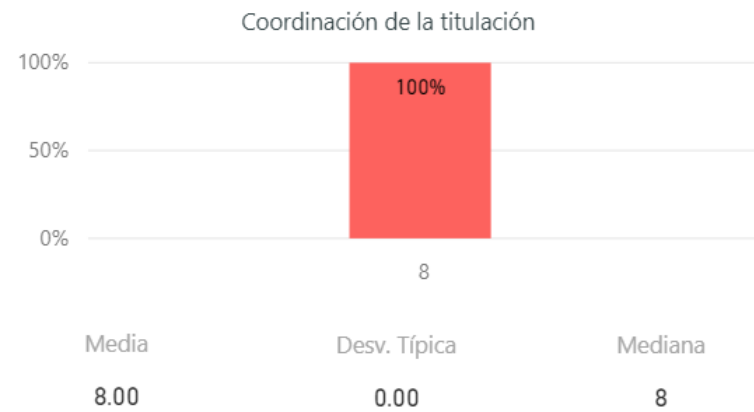 Coordinación de la titulación
100%
100%
50%
0%
8
Media Desv. Típica Mediana
8.00 0.00 8